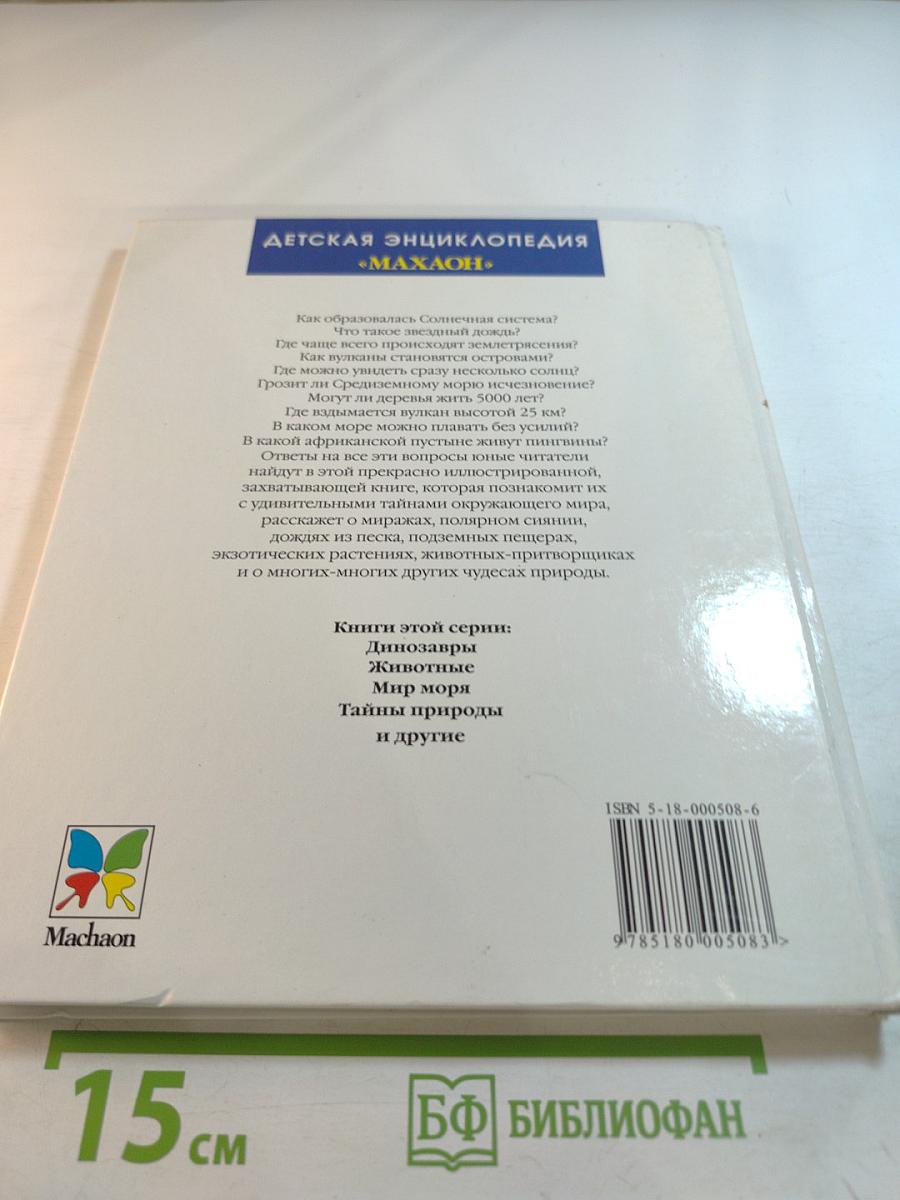 ДЕТСКАЯ ЭНЦИКЛОПЕДИЯ
«МАХАОН»
Как образовалась Солнечная система?
Что такое звездный дождь?
Где чаще всего происходят землетрясения?
Как вулканы становятся островами?
Где можно увидеть сразу несколько солнц?
Грозит ли Средиземному морю исчезновение?
Могут ли деревья жить 5000 лет?
Где вздымается вулкан высотой 25 км?
В каком море можно плавать без усилий?
В какой африканской пустыне живут пингвины?
Ответы на все эти вопросы юные читатели
найдут в этой прекрасно иллюстрированной,
захватывающей книге, которая познакомит их
с удивительными тайнами окружающего мира,
расскажет о миражах, полярном сиянии,
дождях из песка, подземных пещерах,
экзотических растениях, животных-притворщиках
и о многих-многих других чудесах природы.
Книги этой серии:
Динозавры
Животные
Мир моря
Тайны природы
и другие
ISBN 5-18-000508-6
9785180005083>
Machaon
15 см
БФ БИБЛИОФАН